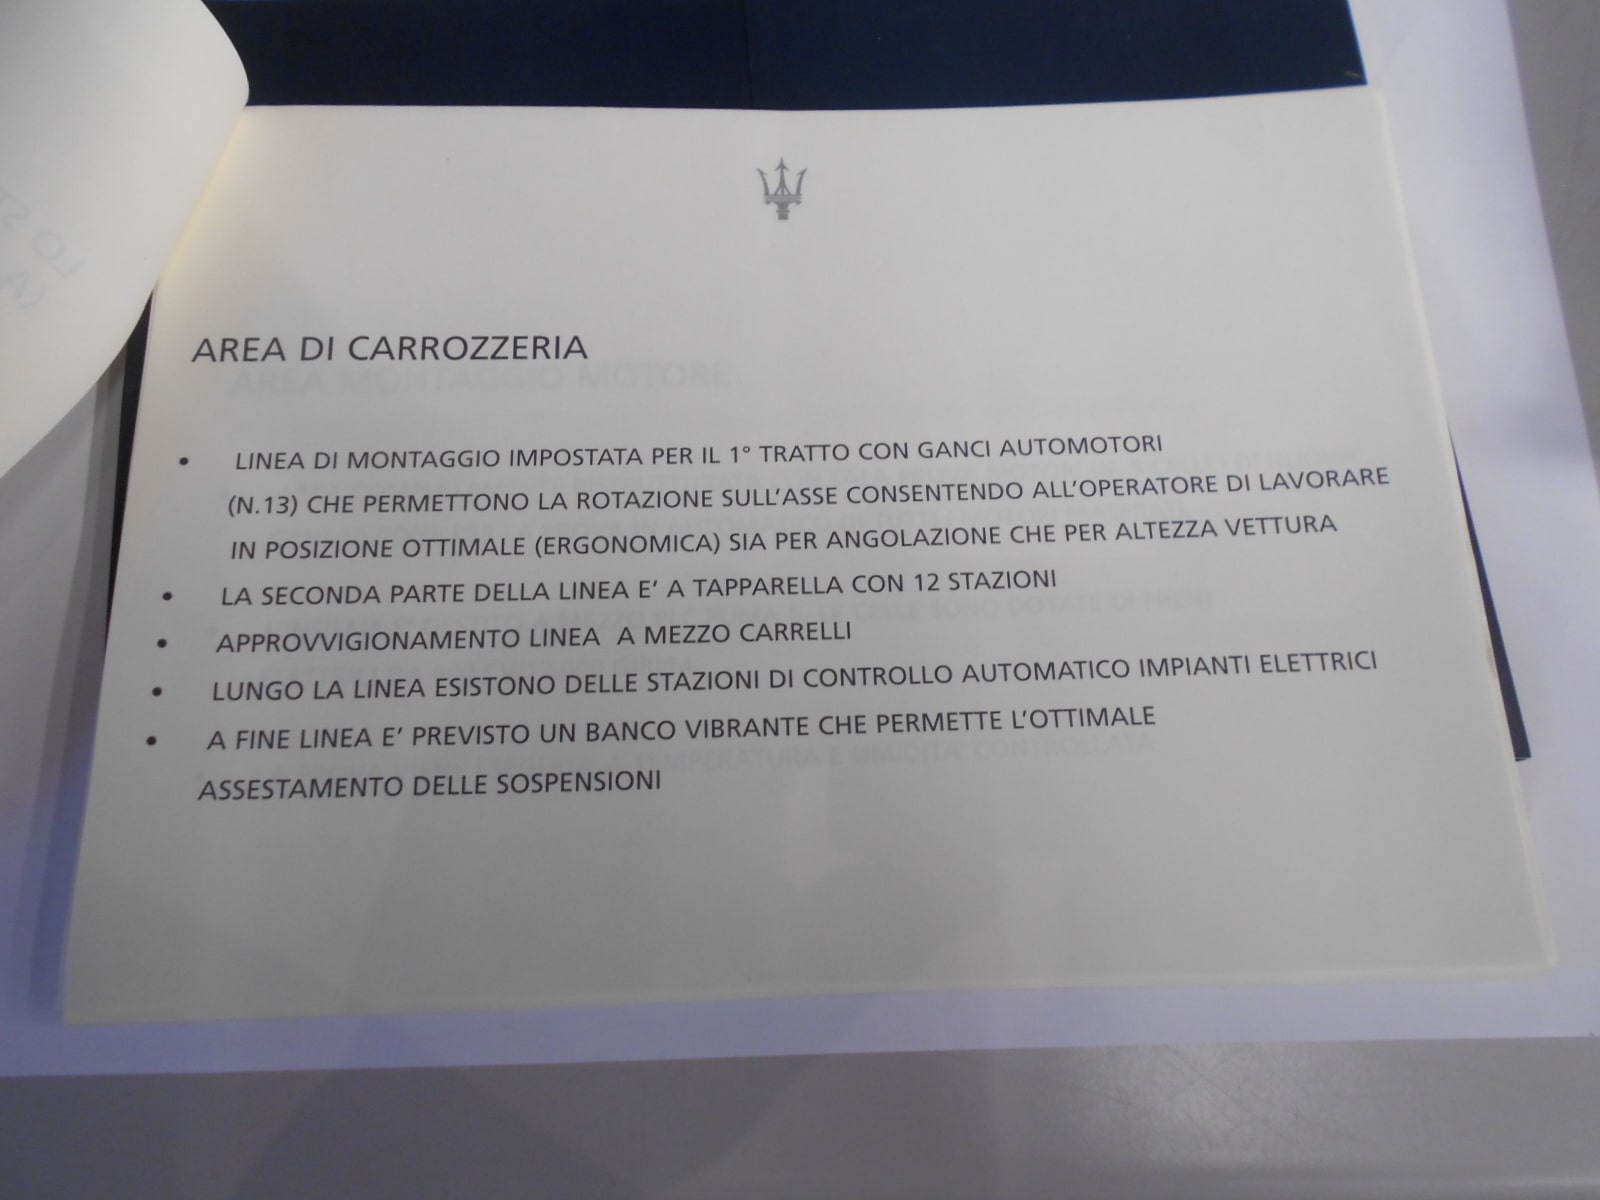 AREA DI CARROZZERIA
• LINEA DI MONTAGGIO IMPOSTATA PER IL 1° TRATTO CON GANCI AUTOMOTORI
(N.13) CHE PERMETTONO LA ROTAZIONE SULL'ASSE CONSENTENDO ALL'OPERATORE DI LAVORARE
IN POSIZIONE OTTIMALE (ERGONOMICA) SIA PER ANGOLAZIONE CHE PER ALTEZZA VETTURA
• LA SECONDA PARTE DELLA LINEA E' A TAPPARELLA CON 12 STAZIONI
• APPROVVIGIONAMENTO LINEA A MEZZO CARRELLI
• LUNGO LA LINEA ESISTONO DELLE STAZIONI DI CONTROLLO AUTOMATICO IMPIANTI ELETTRICI
• A FINE LINEA E' PREVISTO UN BANCO VIBRANTE CHE PERMETTE L'OTTIMALE
ASSESTAMENTO DELLE SOSPENSIONI
AREA MONTAGGIO MOTORE